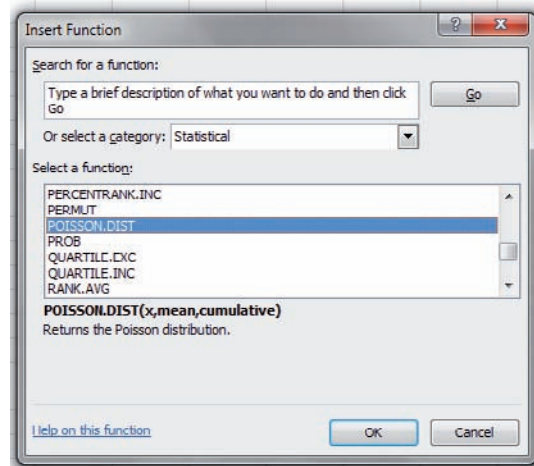 Insert Function
Search for a function:
Type a brief description of what you want to do and then click
Go
Go
Or select a category: Statistical
Select a function:
PERCENTRANK.INC
PERMUT
POISSON.DIST
PROB
QUARTILE.EXC
QUARTILE.INC
RANK.AVG
POISSON.DIST(x,mean,cumulative)
Returns the Poisson distribution.
Help on this function
OK
Cancel